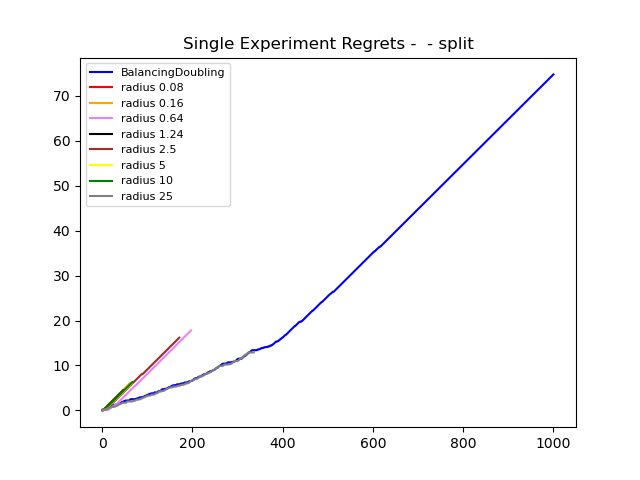 Single Experiment Regrets -  - split
BalancingDoubling
radius 0.08
radius 0.16
radius 0.64
radius 1.24
radius 2.5
radius 5
radius 10
radius 25
70
60
50
40
30
20
10
0
0 200 400 600 800 1000